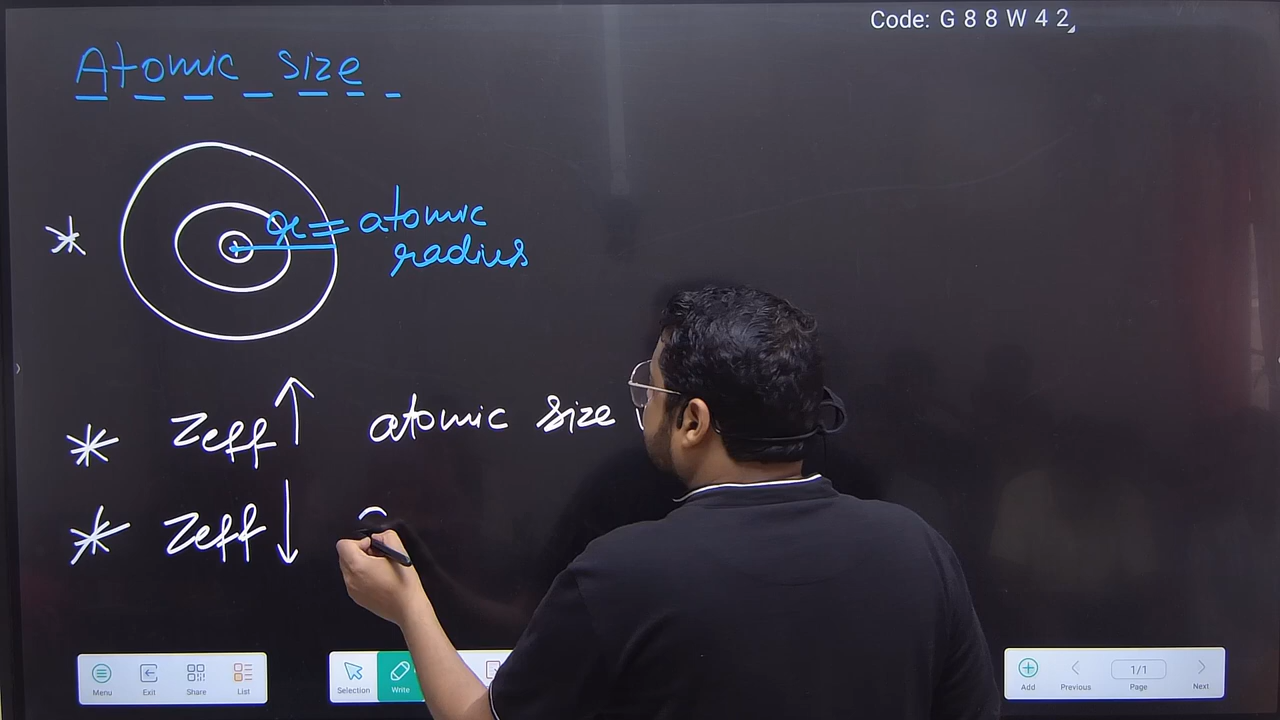 Code: G 8 8 W 4 2
Atomic size
* r = atomic
radius
* Zeff ↑ atomic size
* Zeff ↓
Menu Exit Share List Selection Write Add Previous 1/1 Page Next